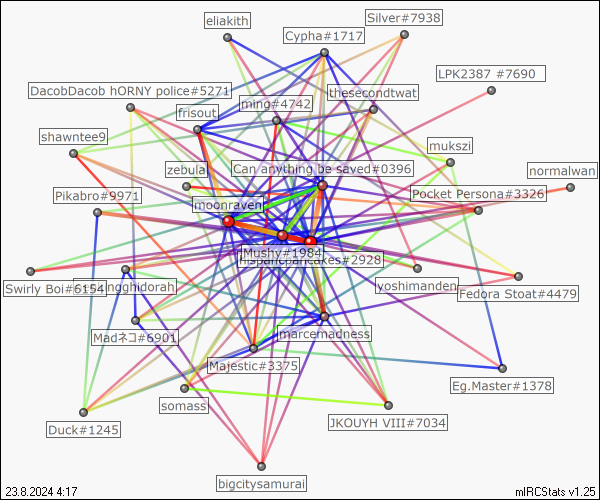 eliakith
Silver#7938
Cypha#1717
LPK2387 #7690
DacobDacob hORNY police#5271
thesecondtwat
ming#4742
frisout
shawntee9
mukszi
zebulal
Can anything be saved#0396
normalwan
Pikabro#9971
Pocket Persona#3326
moonraven
Mushy#1984
cakes#2928
Swirly Boi#6154
ngghidorah
yoshimanden
Fedora Stoat#4479
Madネコ#6901
marcemadness
Majestic#3375
Eg.Master#1378
somass
JKOUYH VIII#7034
Duck#1245
bigcitysamurai
23.8.2024 4:17
mIRCStats v1.25